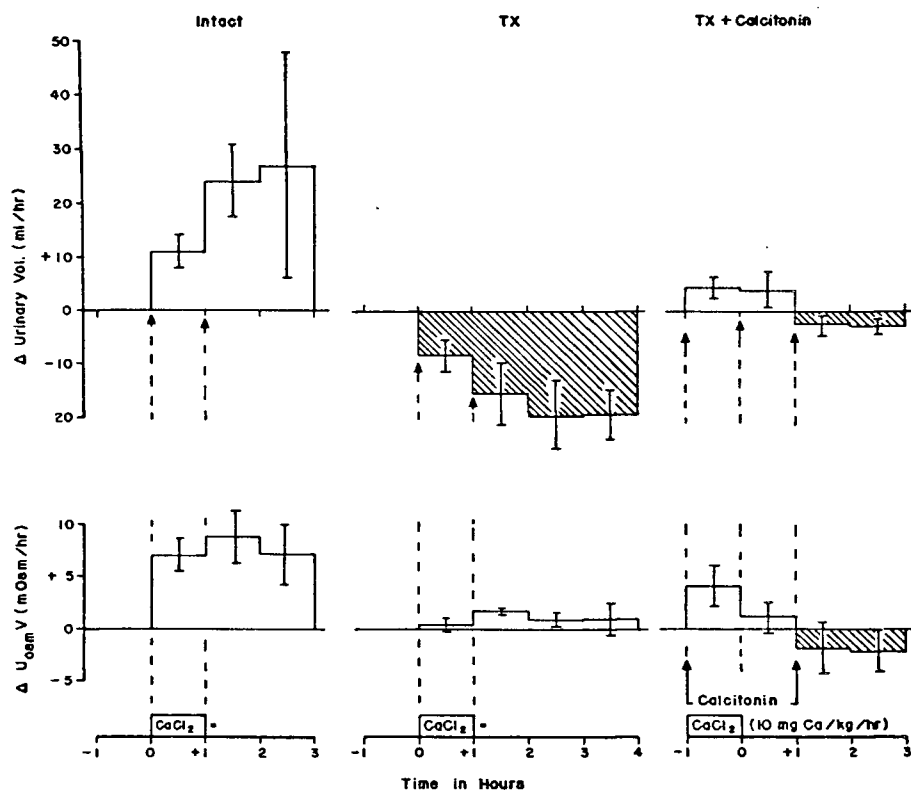 Intact TX TX + Calcitonin
Δ Urinary Vol. (ml/hr)
50
40
30
20
+10
0
-10
20
Δ UosmV (mOsm/hr)
10
+ 5
0
-5
Calcitonin
CaCl2 = CaCl2 = CaCl2 (10 mg Ca/kg/hr)
-1 0 +1 2 3 -1 0 +1 2 3 4 -1 0 +1 2 3
Time in Hours